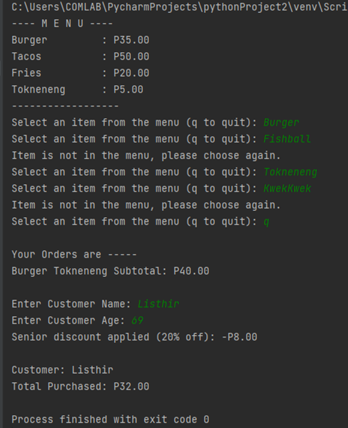 C:\Users\COMLAB\PycharmProjects\pythonProject2\venv\Scri
---- M E N U ----
Burger         : P35.00
Tacos          : P50.00
Fries          : P20.00
Tokneneng      : P5.00
------------------
Select an item from the menu (q to quit): Burger
Select an item from the menu (q to quit): Fishball
Item is not in the menu, please choose again.
Select an item from the menu (q to quit): Tokneneng
Select an item from the menu (q to quit): KwekKwek
Item is not in the menu, please choose again.
Select an item from the menu (q to quit): q
Your Orders are -----
Burger Tokneneng Subtotal: P40.00
Enter Customer Name: Listhir
Enter Customer Age: 69
Senior discount applied (20% off): -P8.00
Customer: Listhir
Total Purchased: P32.00
Process finished with exit code 0